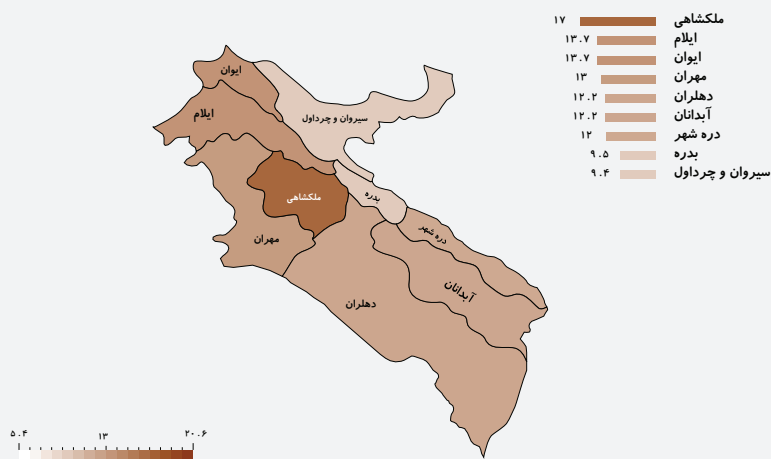 ملکشاهی ۱۷
ایلام ۱۳.۷
ایوان ۱۳.۷
مهران ۱۳
دهلران ۱۲.۲
آبدانان ۱۲.۲
دره شهر ۱۲
بدره ۹.۵
سیروان و چرداول ۹.۴
ایوان
ایلام
سیروان و چرداول
ملکشاهی
بدره
مهران
دره شهر
آبدانان
دهلران
۵.۴ ۱۳ ۲۰.۶